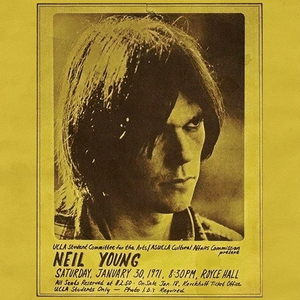 UCLA Student Committee for the Arts/ASUCLA Cultural Affairs Commission
present
NEIL YOUNG
SATURDAY, JANUARY 30, 1971, 8:30PM, ROYCE HALL
All Seats Reserved at $2.50 - On Sale Jan. 18, Kerckhoff Ticket Office
UCLA Students Only — Photo I.D. Required